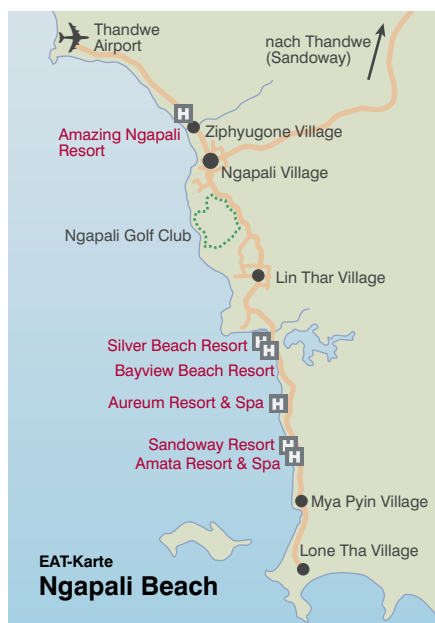 Thandwe
Airport
nach Thandwe
(Sandoway)
H
Amazing Ngapali
Resort
Ziphyugone Village
Ngapali Village
Ngapali Golf Club
Lin Thar Village
Silver Beach Resort
H
H
Bayview Beach Resort
Aureum Resort & Spa
H
Sandoway Resort
H
Amata Resort & Spa
H
Mya Pyin Village
Lone Tha Village
EAT-Karte
Ngapali Beach